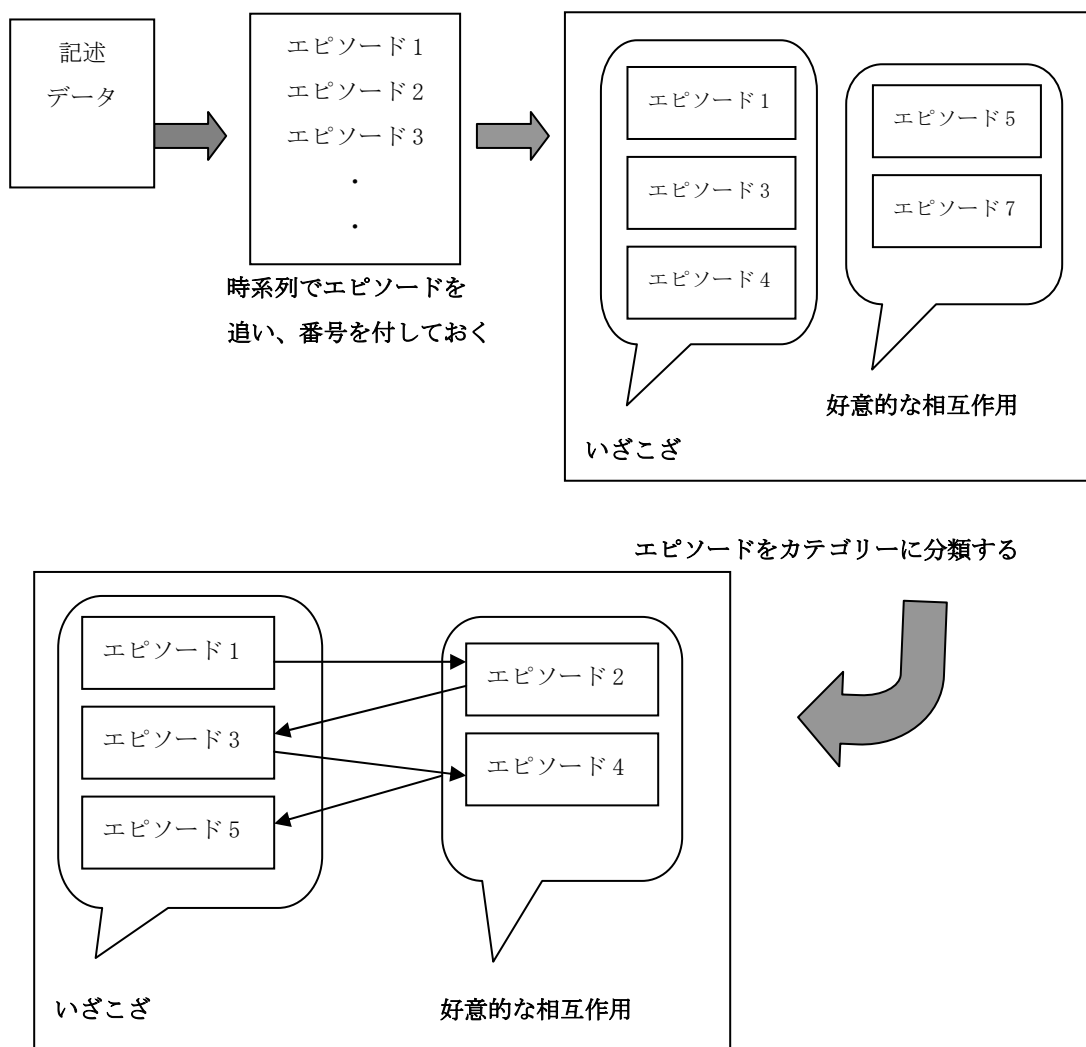 記述
データ
エピソード1
エピソード2
エピソード3
・
・
時系列でエピソードを
追い、番号を付しておく
エピソード1
エピソード3
エピソード4
いざこざ
エピソード5
エピソード7
好意的な相互作用
エピソードをカテゴリーに分類する
エピソード1
エピソード3
エピソード5
いざこざ
エピソード2
エピソード4
好意的な相互作用